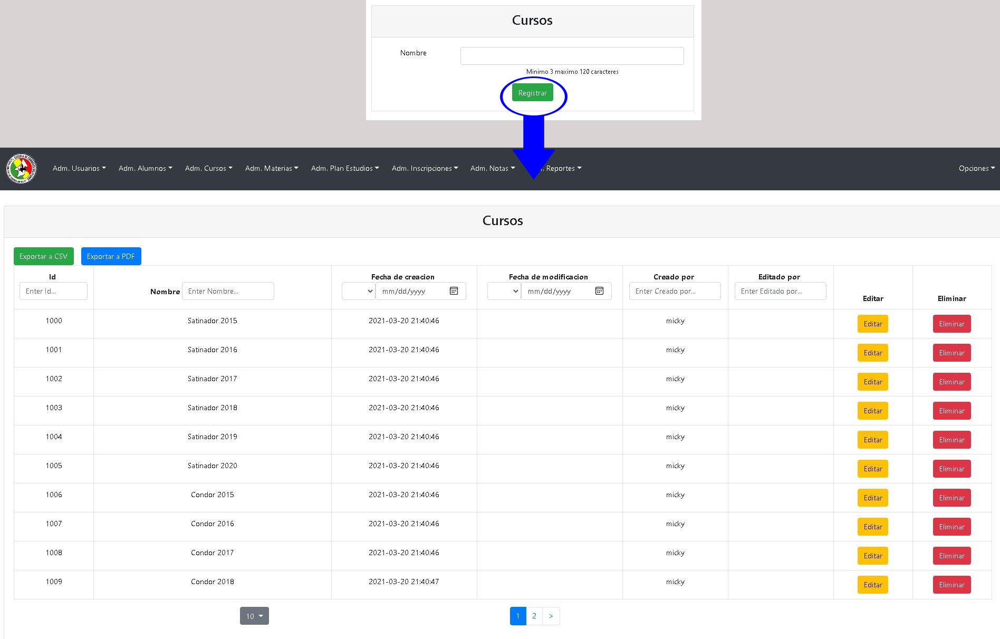 Cursos
Nombre
Minimo 3 maximo 120 caracteres
Registrar
Adm. Usuarios Adm. Alumnos Adm. Cursos Adm. Materias Adm. Plan Estudios Adm. Inscripciones Adm. Notas Reportes Opciones
Cursos
Exportar a CSV Exportar a PDF
Id Fecha de creacion Fecha de modificacion Creado por Editado por
Enter Id... Nombre Enter Nombre... mm/dd/yyyy mm/dd/yyyy Enter Creado por... Enter Editado por...
Editar Eliminar
1000 Satinador 2015 2021-03-20 21:40:46 micky Editar Eliminar
1001 Satinador 2016 2021-03-20 21:40:46 micky Editar Eliminar
1002 Satinador 2017 2021-03-20 21:40:46 micky Editar Eliminar
1003 Satinador 2018 2021-03-20 21:40:46 micky Editar Eliminar
1004 Satinador 2019 2021-03-20 21:40:46 micky Editar Eliminar
1005 Satinador 2020 2021-03-20 21:40:46 micky Editar Eliminar
1006 Condor 2015 2021-03-20 21:40:46 micky Editar Eliminar
1007 Condor 2016 2021-03-20 21:40:46 micky Editar Eliminar
1008 Condor 2017 2021-03-20 21:40:46 micky Editar Eliminar
1009 Condor 2018 2021-03-20 21:40:47 micky Editar Eliminar
10 1 2 >